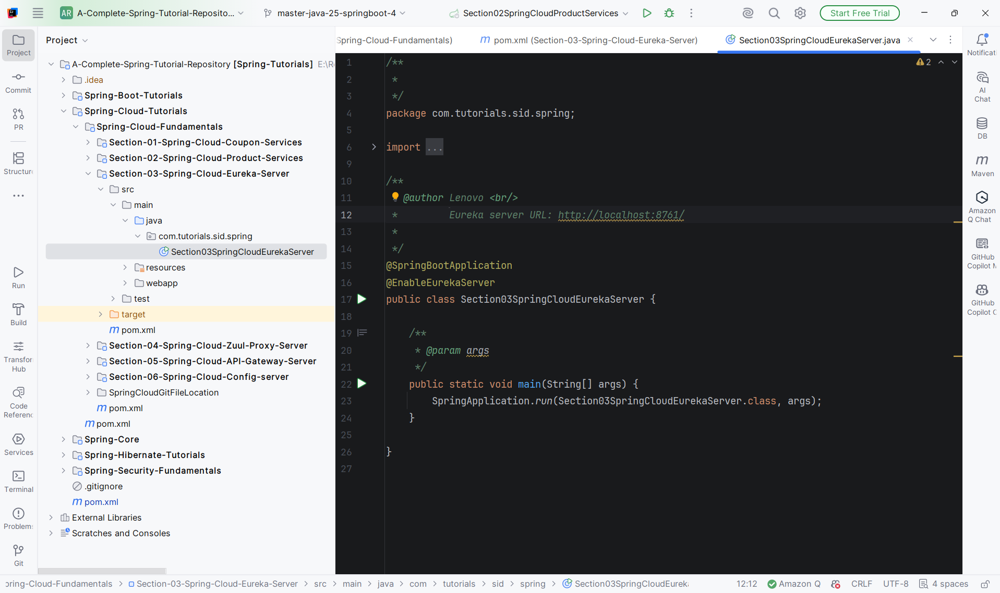 AR A-Complete-Spring-Tutorial-Reposito... master-java-25-springboot-4 Section02SpringCloudProductServices Start Free Trial
Project
Commit
PR
Structure
Run
Build
Transfor
Hub
Code
Referenc
Services
Terminal
Problems
Git
Project
A-Complete-Spring-Tutorial-Repository [Spring-Tutorials] E:\Re
.idea
Spring-Boot-Tutorials
Spring-Cloud-Tutorials
Spring-Cloud-Fundamentals
Section-01-Spring-Cloud-Coupon-Services
Section-02-Spring-Cloud-Product-Services
Section-03-Spring-Cloud-Eureka-Server
src
main
java
com.tutorials.sid.spring
Section03SpringCloudEurekaServer
resources
webapp
test
target
m pom.xml
Section-04-Spring-Cloud-Zuul-Proxy-Server
Section-05-Spring-Cloud-API-Gateway-Server
Section-06-Spring-Cloud-Config-server
SpringCloudGitFileLocation
m pom.xml
m pom.xml
Spring-Core
Spring-Hibernate-Tutorials
Spring-Security-Fundamentals
.gitignore
m pom.xml
External Libraries
Scratches and Consoles
Spring-Cloud-Fundamentals) m pom.xml (Section-03-Spring-Cloud-Eureka-Server) Section03SpringCloudEurekaServer.java
2
1 /**
2 *
3 */
4 package com.tutorials.sid.spring;
5
6 import ...
9
10 /**
11 @author Lenovo <br/>
12 * Eureka server URL: http://localhost:8761/
13 *
14 */
15 @SpringBootApplication
16 @EnableEurekaServer
17 public class Section03SpringCloudEurekaServer {
18
19 /**
20 * @param args
21 */
22 public static void main(String[] args) {
23 SpringApplication.run(Section03SpringCloudEurekaServer.class, args);
24 }
25
26 }
27
Notificati
AI
Chat
DB
m
Maven
Amazon
Q Chat
GitHub
Copilot M
GitHub
Copilot C
pring-Cloud-Fundamentals > Section-03-Spring-Cloud-Eureka-Server > src > main > java > com > tutorials > sid > spring > Section03SpringCloudEureka 12:12 Amazon Q CRLF UTF-8 4 spaces